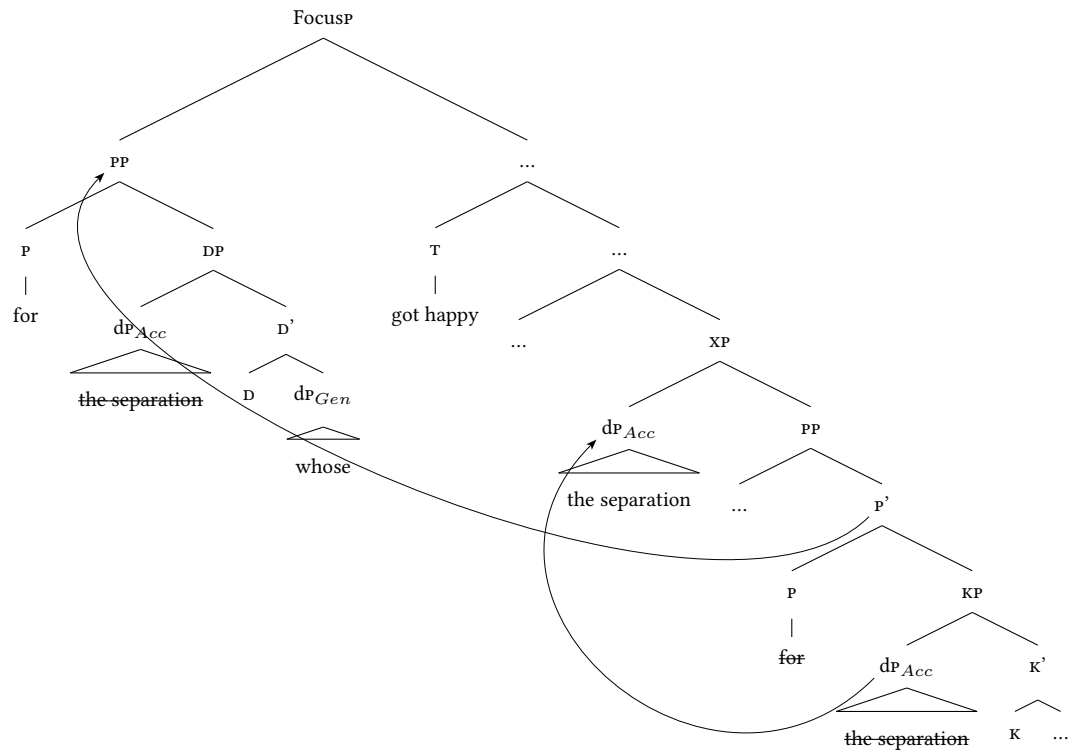 FocusP
PP ...
P DP T ...
for dP_Acc D’ got happy ... XP
the separation D dP_Gen dP_Acc PP
whose the separation ... P’
P KP
for dP_Acc K’
the separation K ...